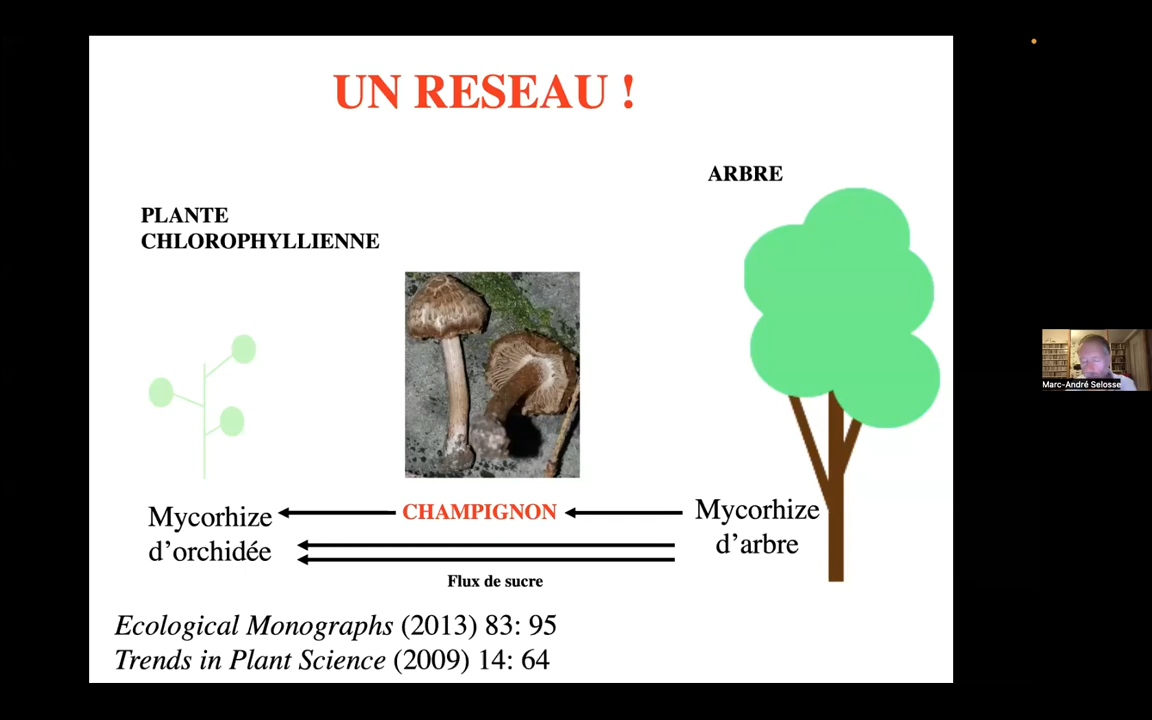 UN RESEAU !
ARBRE
PLANTE
CHLOROPHYLLIENNE
Mycorhize
d’orchidée
CHAMPIGNON
Mycorhize
d’arbre
Flux de sucre
Ecological Monographs (2013) 83: 95
Trends in Plant Science (2009) 14: 64
Marc-André Selosse